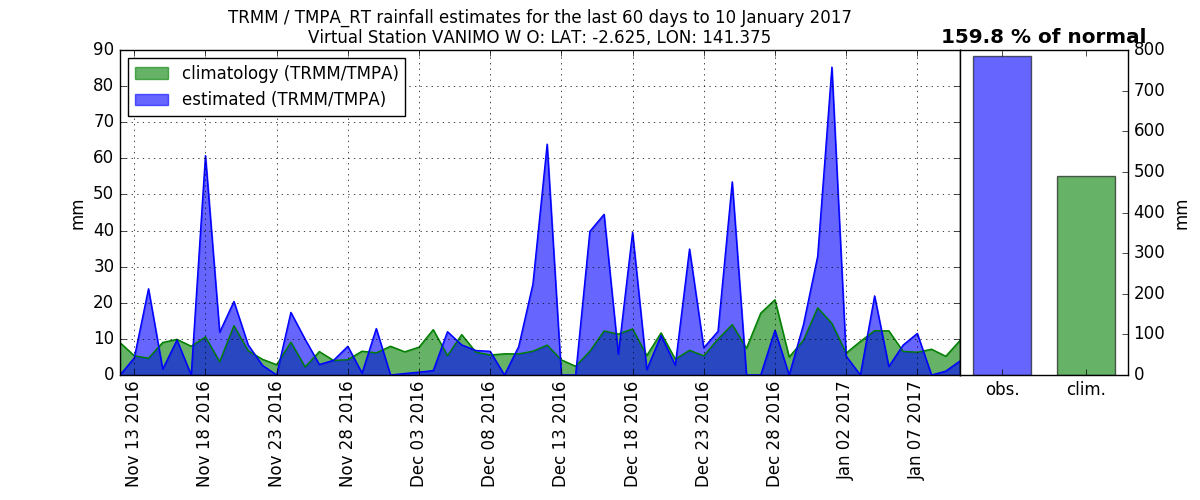 TRMM / TMPA_RT rainfall estimates for the last 60 days to 10 January 2017
Virtual Station VANIMO W O: LAT: -2.625, LON: 141.375
159.8 % of normal
climatology (TRMM/TMPA)
estimated (TRMM/TMPA)
90
80
70
60
50
40
30
20
10
0
mm
Nov 13 2016
Nov 18 2016
Nov 23 2016
Nov 28 2016
Dec 03 2016
Dec 08 2016
Dec 13 2016
Dec 18 2016
Dec 23 2016
Dec 28 2016
Jan 02 2017
Jan 07 2017
obs.
clim.
800
700
600
500
400
300
200
100
0
mm